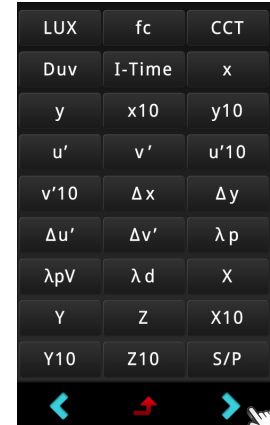 LUX fc CCT
Duv I-Time x
y x10 y10
u' v' u'10
v'10 Δx Δy
Δu' Δv' λp
λpV λd X
Y Z X10
Y10 Z10 S/P